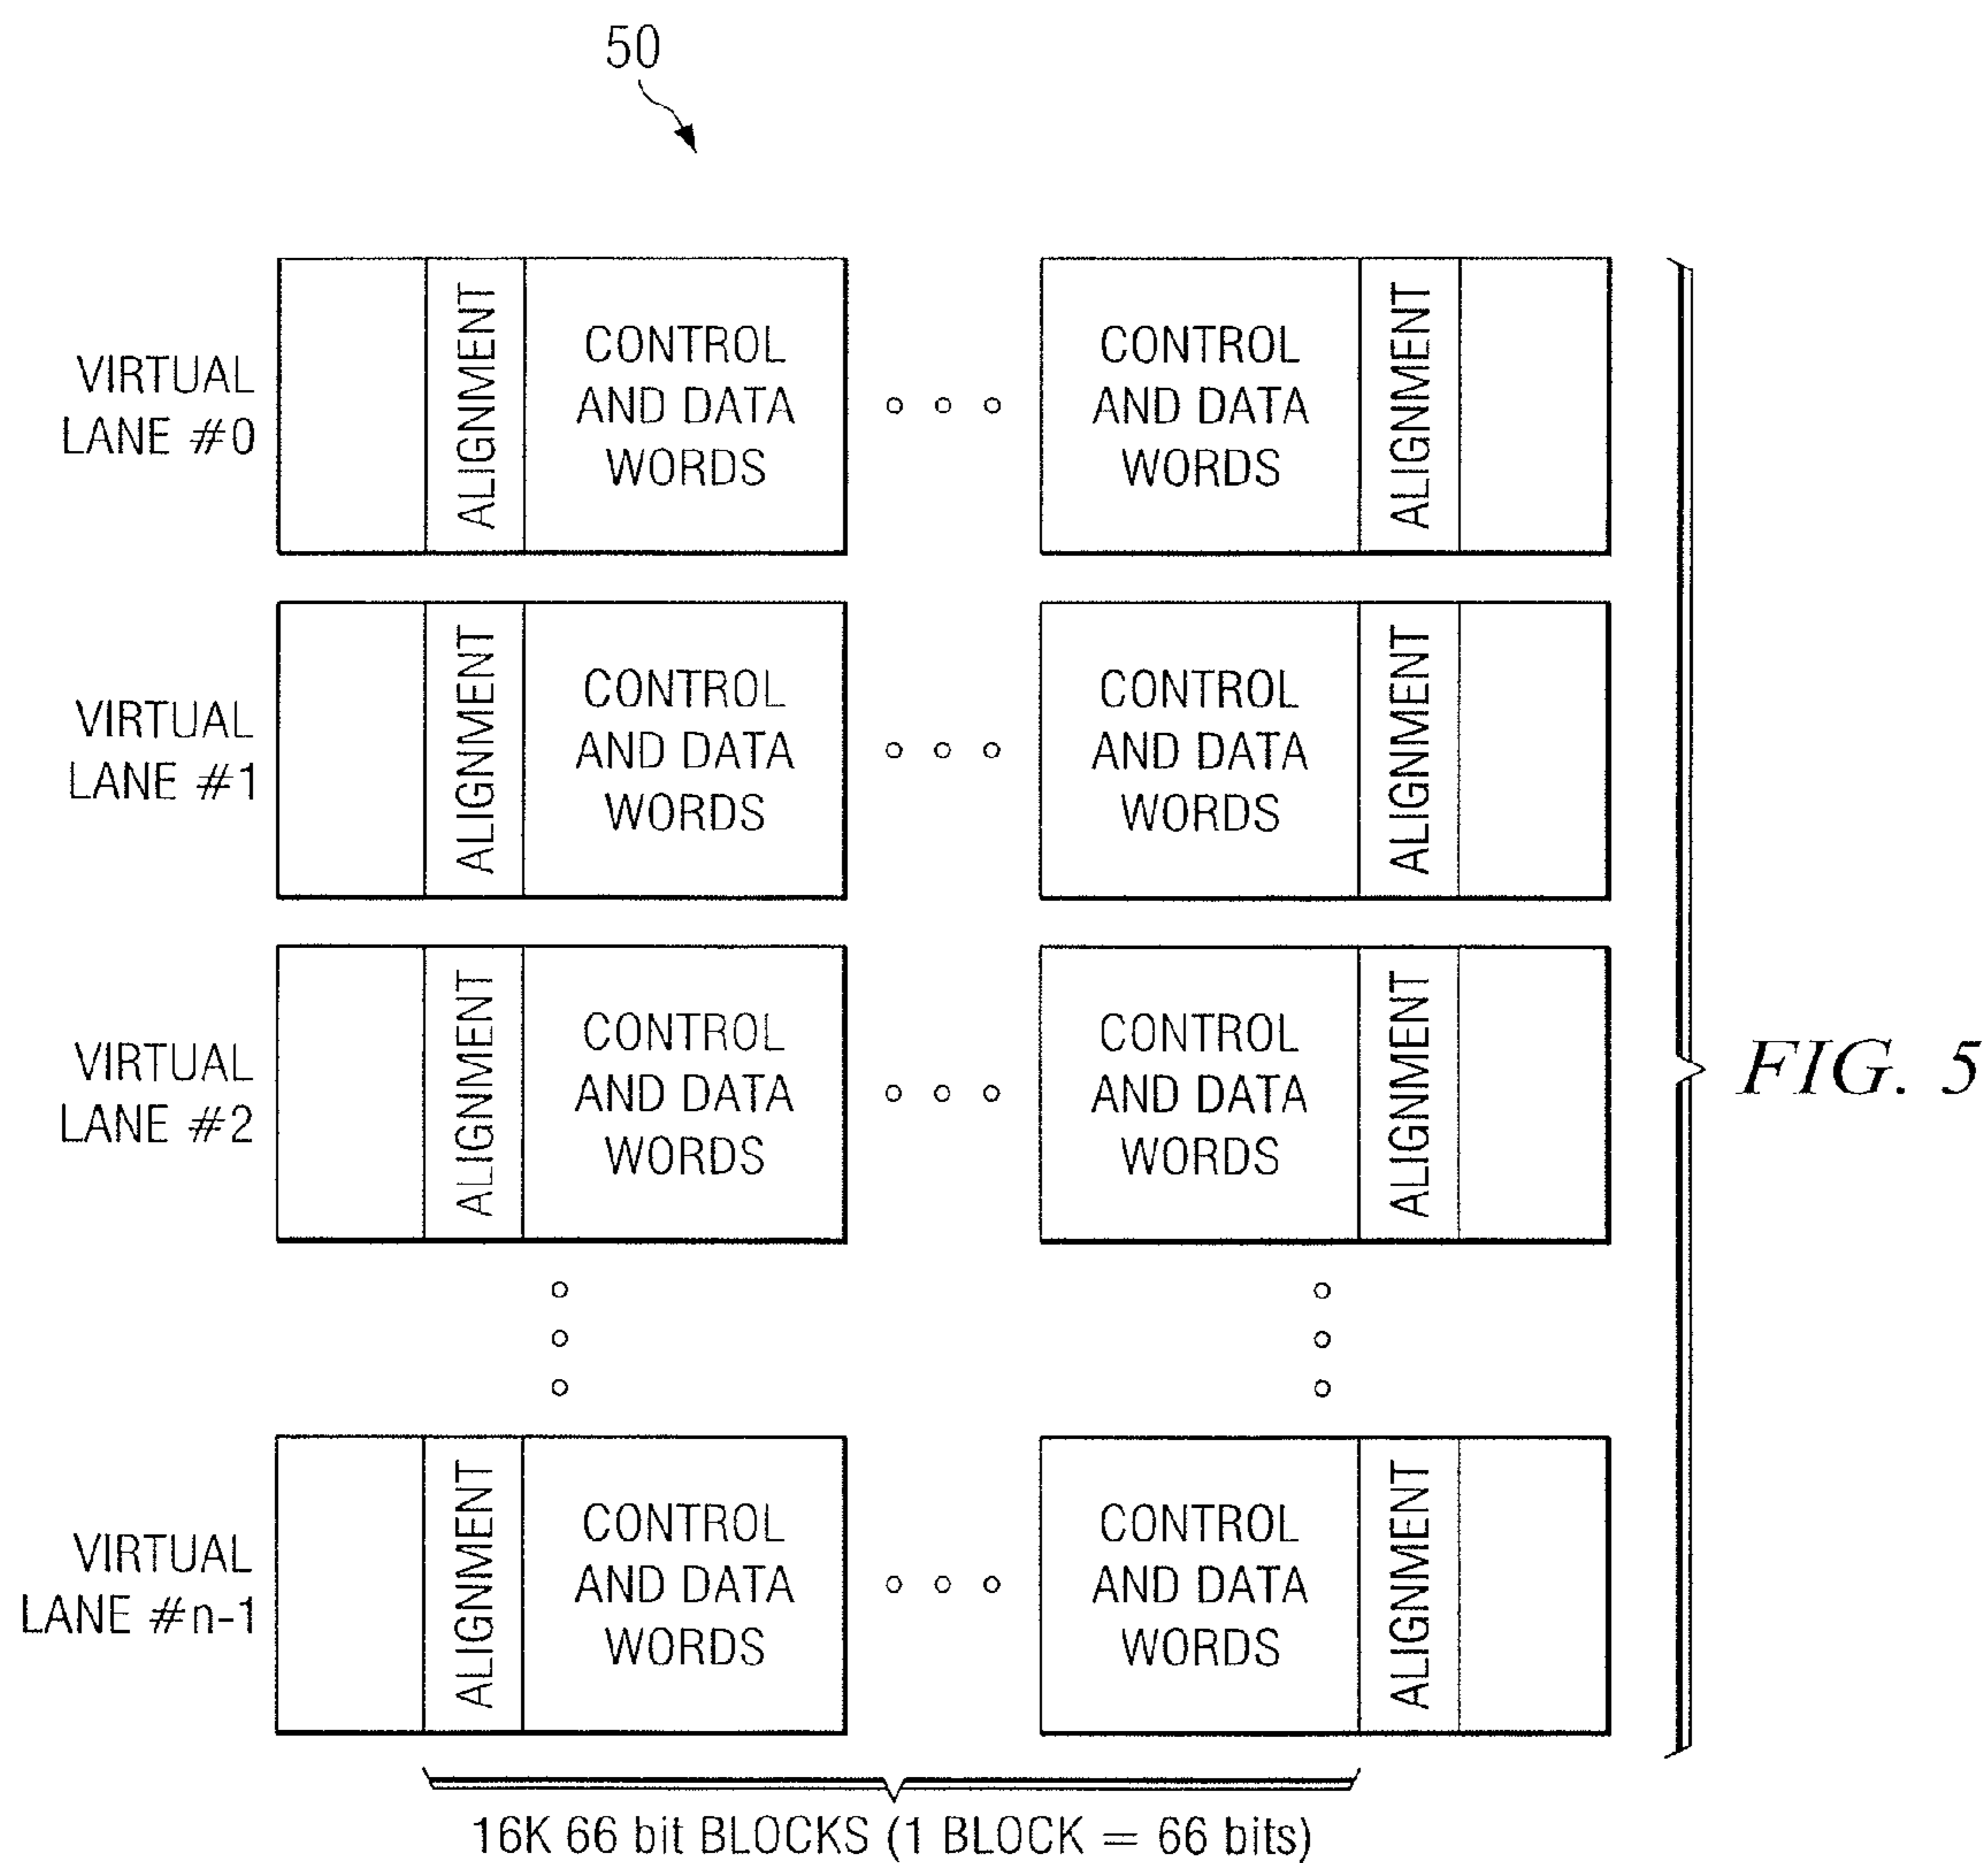 50
VIRTUAL
LANE #0
ALIGNMENT
CONTROL
AND DATA
WORDS
CONTROL
AND DATA
WORDS
ALIGNMENT
VIRTUAL
LANE #1
ALIGNMENT
CONTROL
AND DATA
WORDS
CONTROL
AND DATA
WORDS
ALIGNMENT
VIRTUAL
LANE #2
ALIGNMENT
CONTROL
AND DATA
WORDS
CONTROL
AND DATA
WORDS
ALIGNMENT
FIG. 5
VIRTUAL
LANE #n-1
ALIGNMENT
CONTROL
AND DATA
WORDS
CONTROL
AND DATA
WORDS
ALIGNMENT
16K 66 bit BLOCKS (1 BLOCK = 66 bits)